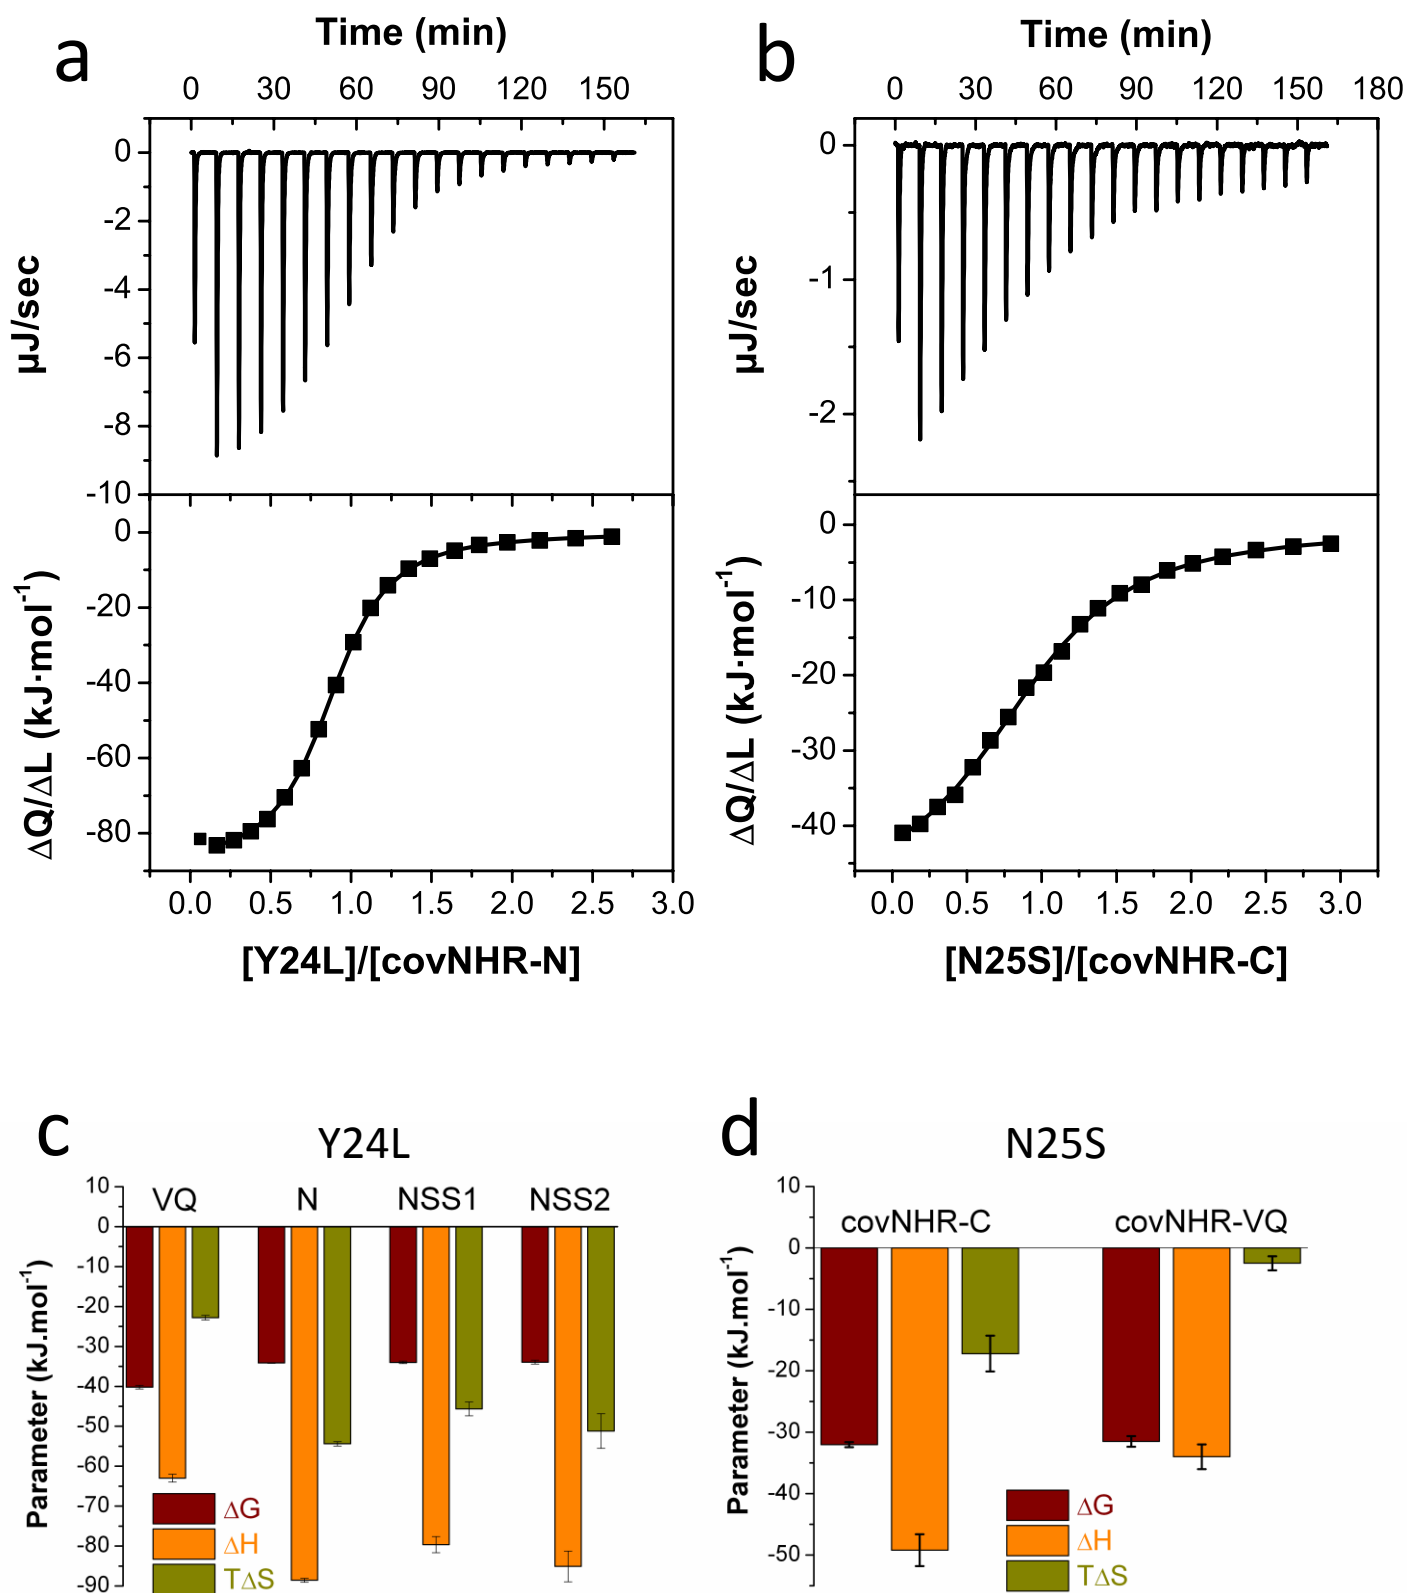 a
Time (min)
0 30 60 90 120 150
0
-2
-4
-6
-8
-10
µJ/sec
0
-20
-40
-60
-80
ΔQ/ΔL (kJ·mol⁻¹)
0.0 0.5 1.0 1.5 2.0 2.5 3.0
[Y24L]/[covNHR-N]
b
Time (min)
0 30 60 90 120 150 180
0
-1
-2
µJ/sec
0
-10
-20
-30
-40
ΔQ/ΔL (kJ·mol⁻¹)
0.0 0.5 1.0 1.5 2.0 2.5 3.0
[N25S]/[covNHR-C]
c
Y24L
VQ N NSS1 NSS2
10
0
-10
-20
-30
-40
-50
-60
-70
-80
-90
Parameter (kJ.mol⁻¹)
ΔG
ΔH
TΔS
d
N25S
covNHR-C covNHR-VQ
10
0
-10
-20
-30
-40
-50
Parameter (kJ.mol⁻¹)
ΔG
ΔH
TΔS